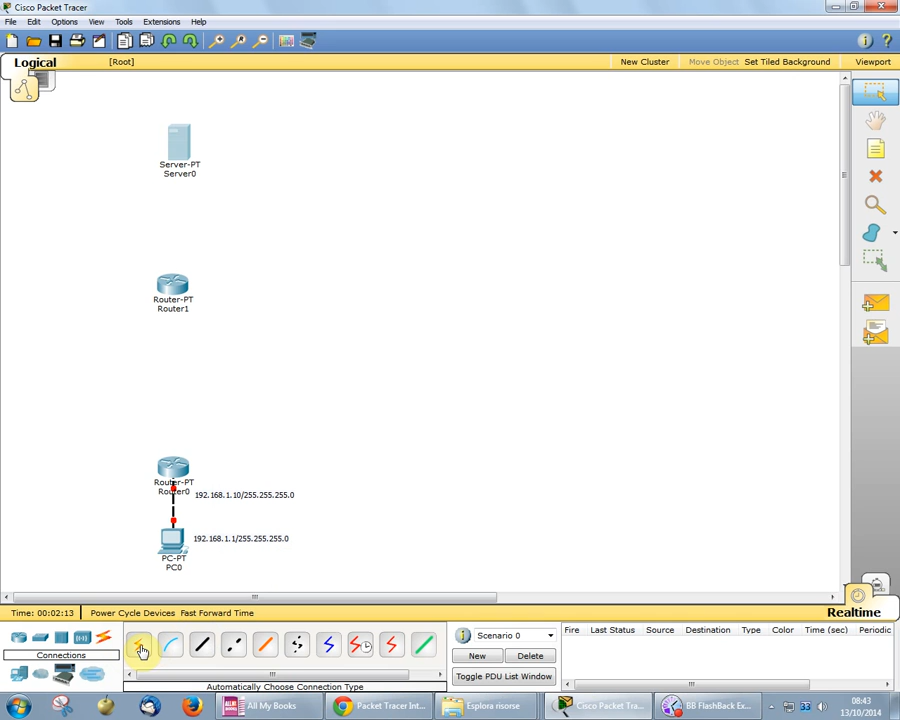 Cisco Packet Tracer
File Edit Options View Tools Extensions Help
Logical [Root] New Cluster Move Object Set Tiled Background Viewport
Server-PT
Server0
Router-PT
Router1
Router-PT
Router0
192.168.1.10/255.255.255.0
192.168.1.1/255.255.255.0
PC-PT
PC0
Time: 00:02:13 Power Cycle Devices Fast Forward Time
Realtime
Connections
Automatically Choose Connection Type
Scenario 0
New Delete
Toggle PDU List Window
Fire Last Status Source Destination Type Color Time (sec) Periodic
All My Books
Packet Tracer Int...
Esplora risorse
Cisco Packet Tra...
BB FlashBack Ex...
33
08:43
13/10/2014